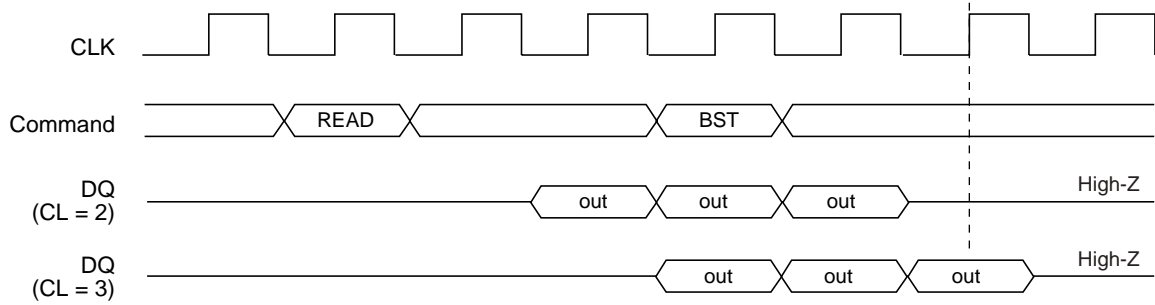 CLK
Command
READ
BST
DQ
(CL = 2)
out
out
out
High-Z
DQ
(CL = 3)
out
out
out
High-Z